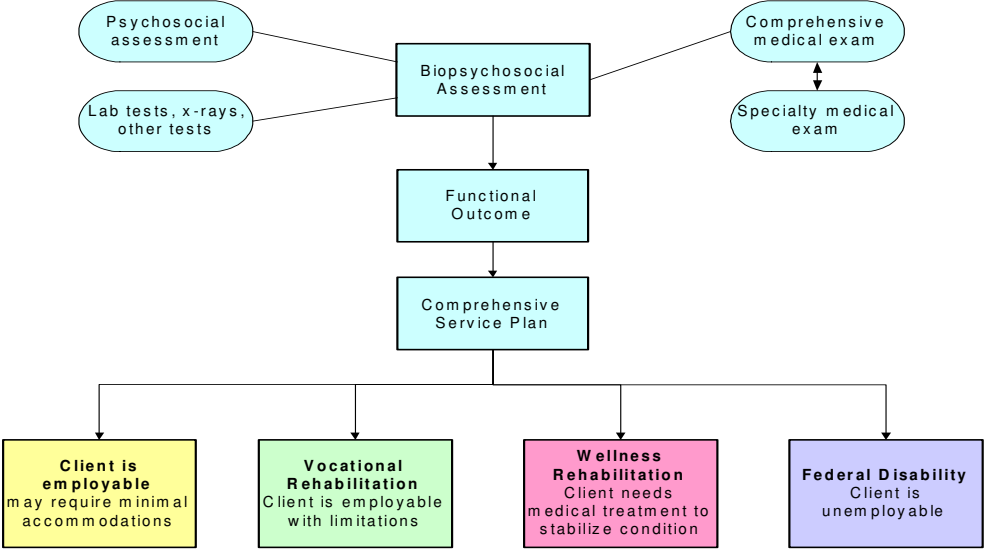 Psychosocial
assessment
Comprehensive
medical exam
Biopsychosocial
Assessment
Lab tests, x-rays,
other tests
Specialty medical
exam
Functional
Outcome
Comprehensive
Service Plan
Client is
employable
may require minimal
accommodations
Vocational
Rehabilitation
Client is employable
with limitations
Wellness
Rehabilitation
Client needs
medical treatment to
stabilize condition
Federal Disability
Client is
unemployable